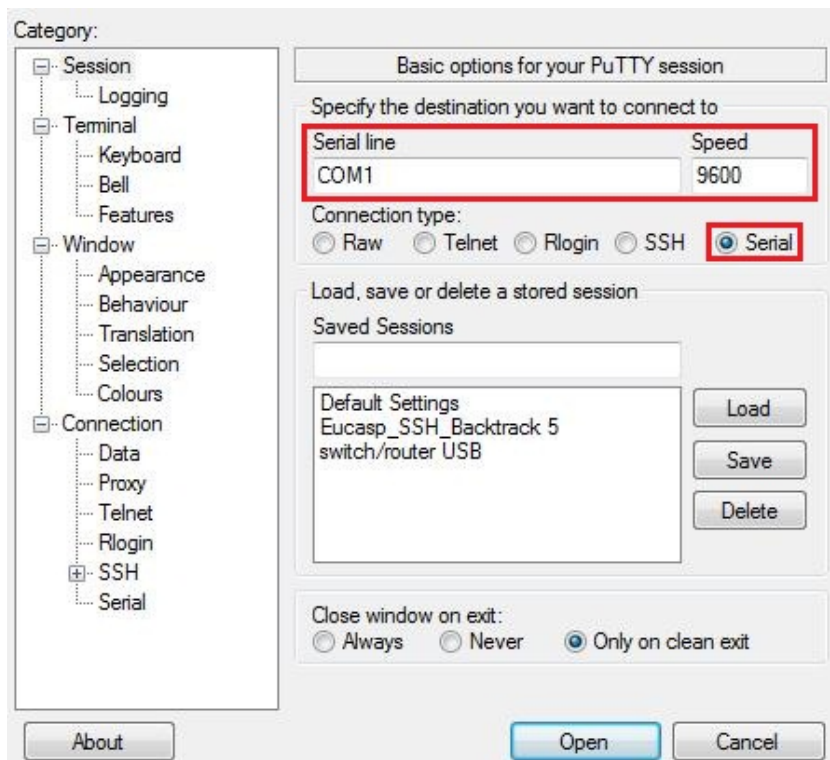 Category:
Session
Logging
Terminal
Keyboard
Bell
Features
Window
Appearance
Behaviour
Translation
Selection
Colours
Connection
Data
Proxy
Telnet
Rlogin
SSH
Serial
Basic options for your PuTTY session
Specify the destination you want to connect to
Serial line Speed
COM1 9600
Connection type:
Raw Telnet Rlogin SSH Serial
Load, save or delete a stored session
Saved Sessions
Default Settings
Eucasp_SSH_Backtrack 5
switch/router USB
Load
Save
Delete
Close window on exit:
Always Never Only on clean exit
About Open Cancel